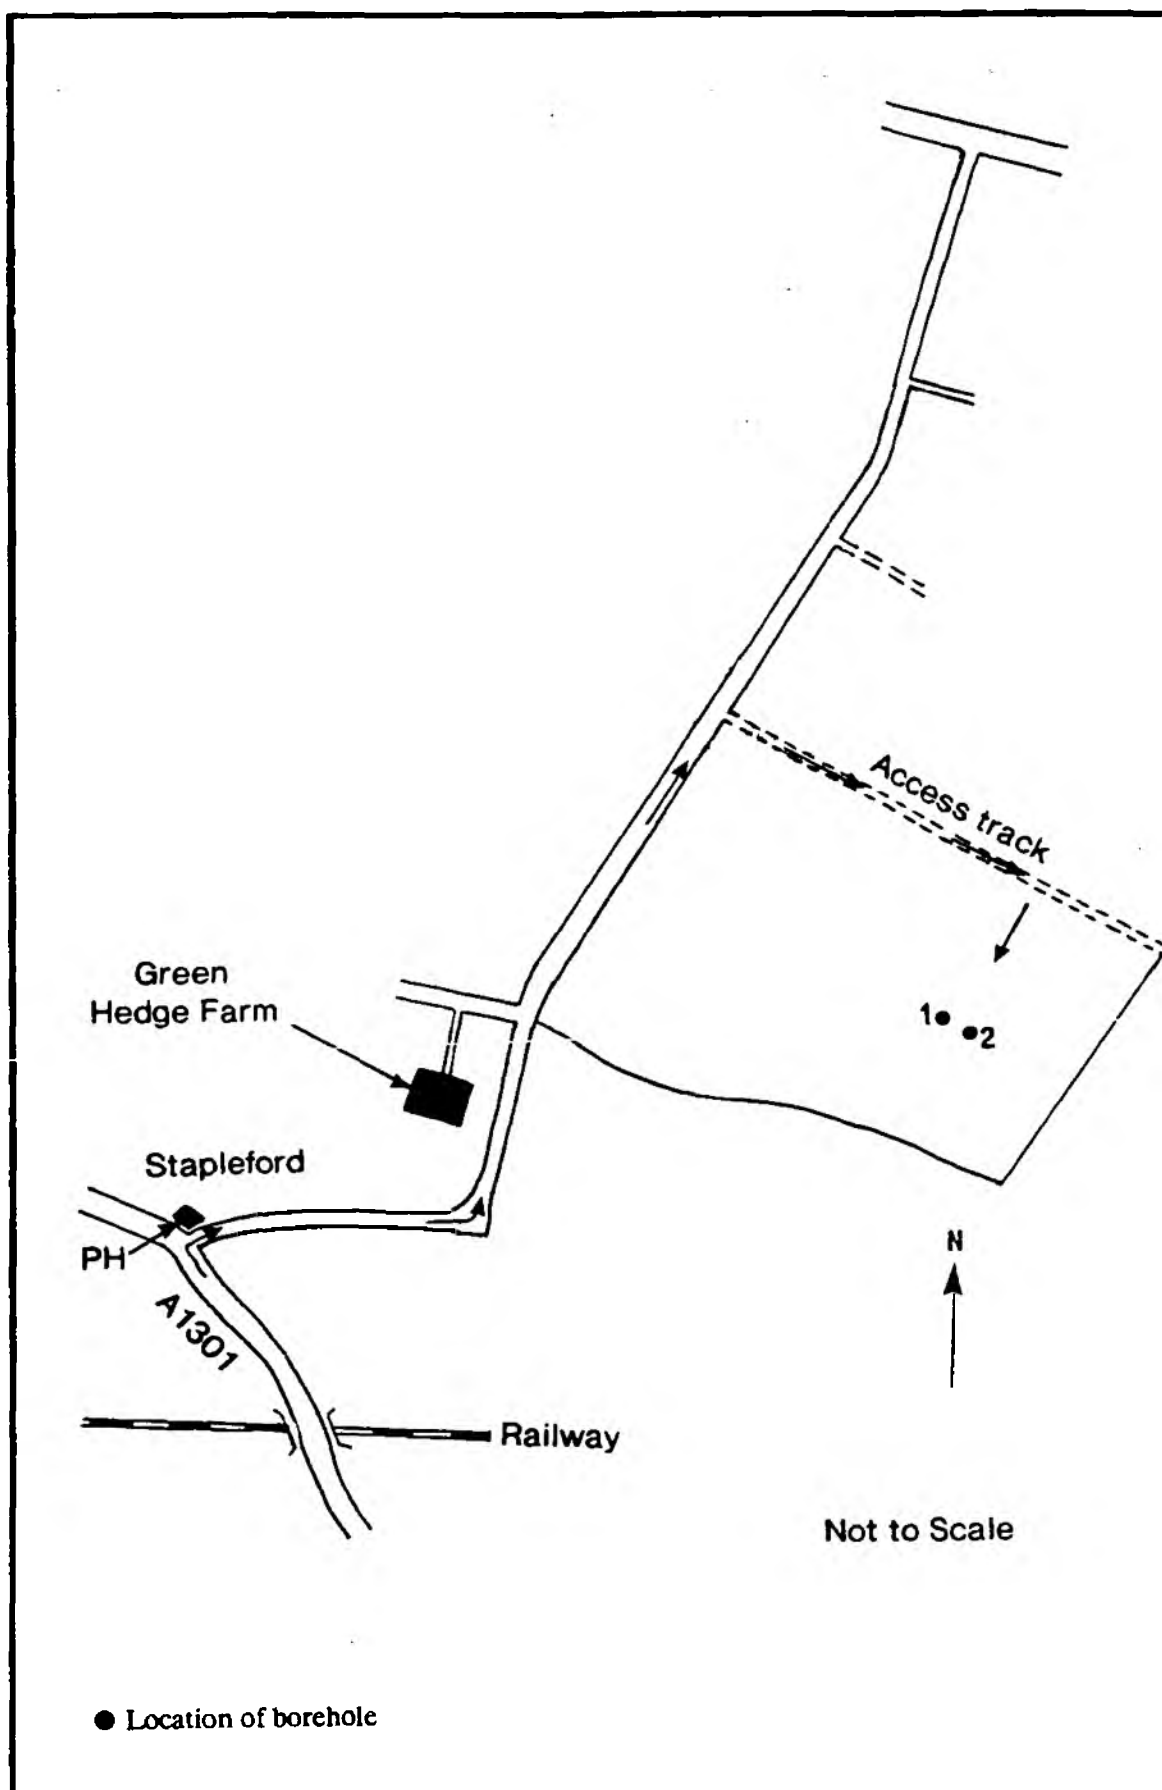 Access track
Green
Hedge Farm
1
2
Stapleford
PH
A1301
N
Railway
Not to Scale
Location of borehole